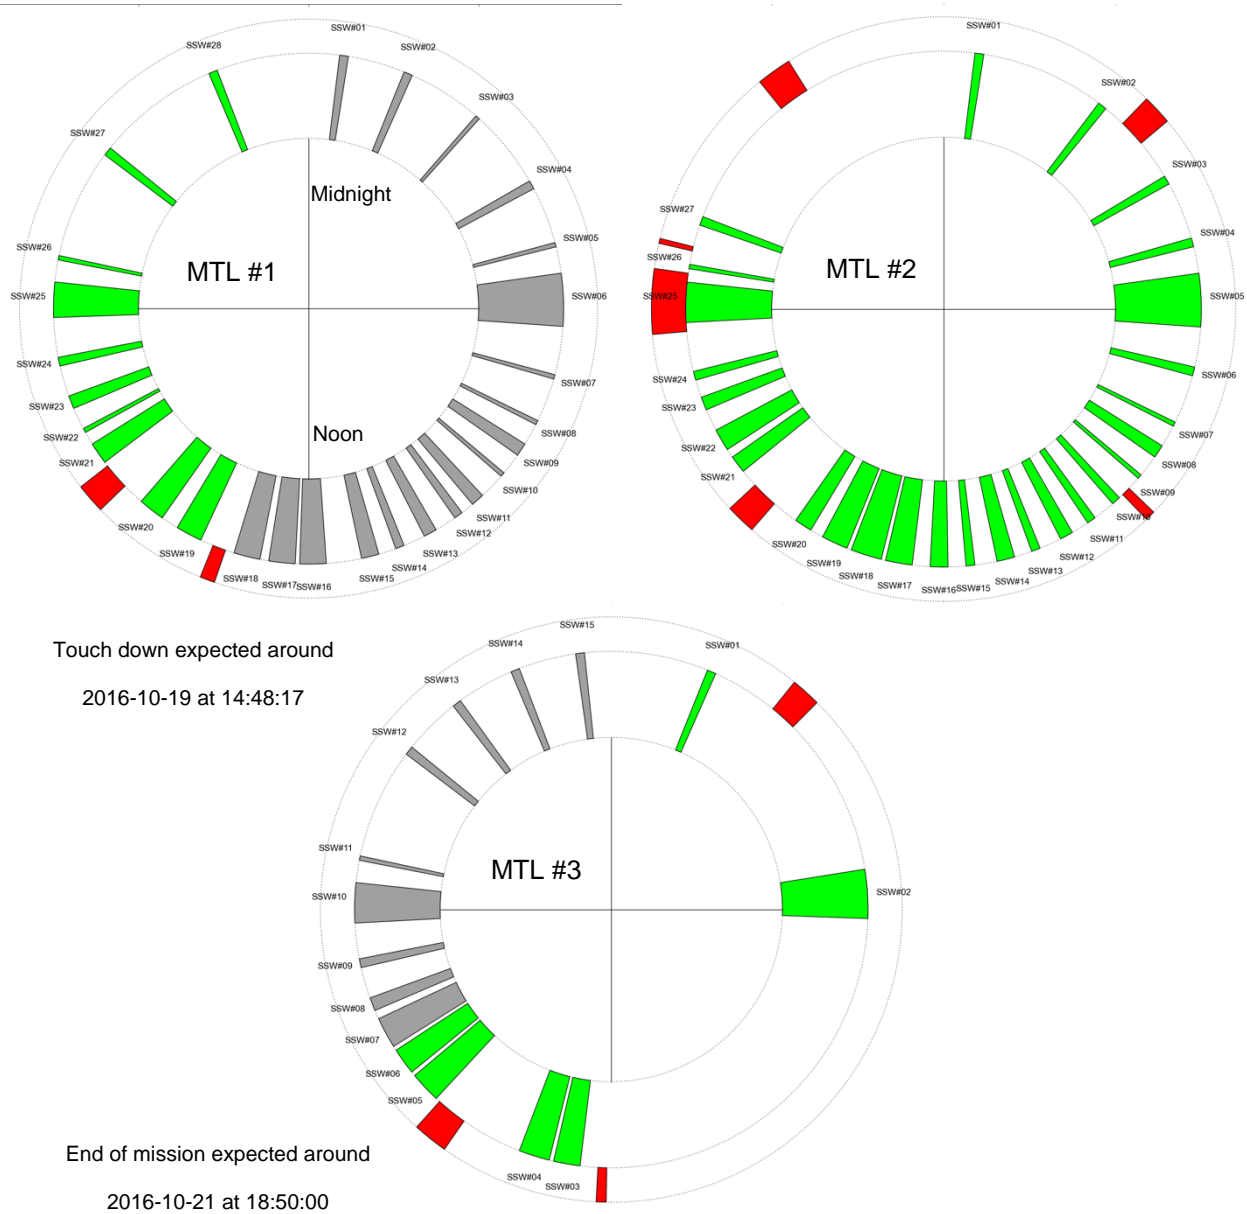 SSW#01
SSW#02
SSW#03
SSW#04
SSW#05
SSW#06
SSW#07
SSW#08
SSW#09
SSW#10
SSW#11
SSW#12
SSW#13
SSW#14
SSW#15
SSW#16
SSW#17
SSW#18
SSW#19
SSW#20
SSW#21
SSW#22
SSW#23
SSW#24
SSW#25
SSW#26
SSW#27
SSW#28
Midnight
MTL #1
Noon
SSW#01
SSW#02
SSW#03
SSW#04
SSW#05
SSW#06
SSW#07
SSW#08
SSW#09
SSW#10
SSW#11
SSW#12
SSW#13
SSW#14
SSW#15
SSW#16
SSW#17
SSW#18
SSW#19
SSW#20
SSW#21
SSW#22
SSW#23
SSW#24
SSW#25
SSW#26
SSW#27
MTL #2
Touch down expected around
2016-10-19 at 14:48:17
SSW#01
SSW#02
SSW#03
SSW#04
SSW#05
SSW#06
SSW#07
SSW#08
SSW#09
SSW#10
SSW#11
SSW#12
SSW#13
SSW#14
SSW#15
MTL #3
End of mission expected around
2016-10-21 at 18:50:00